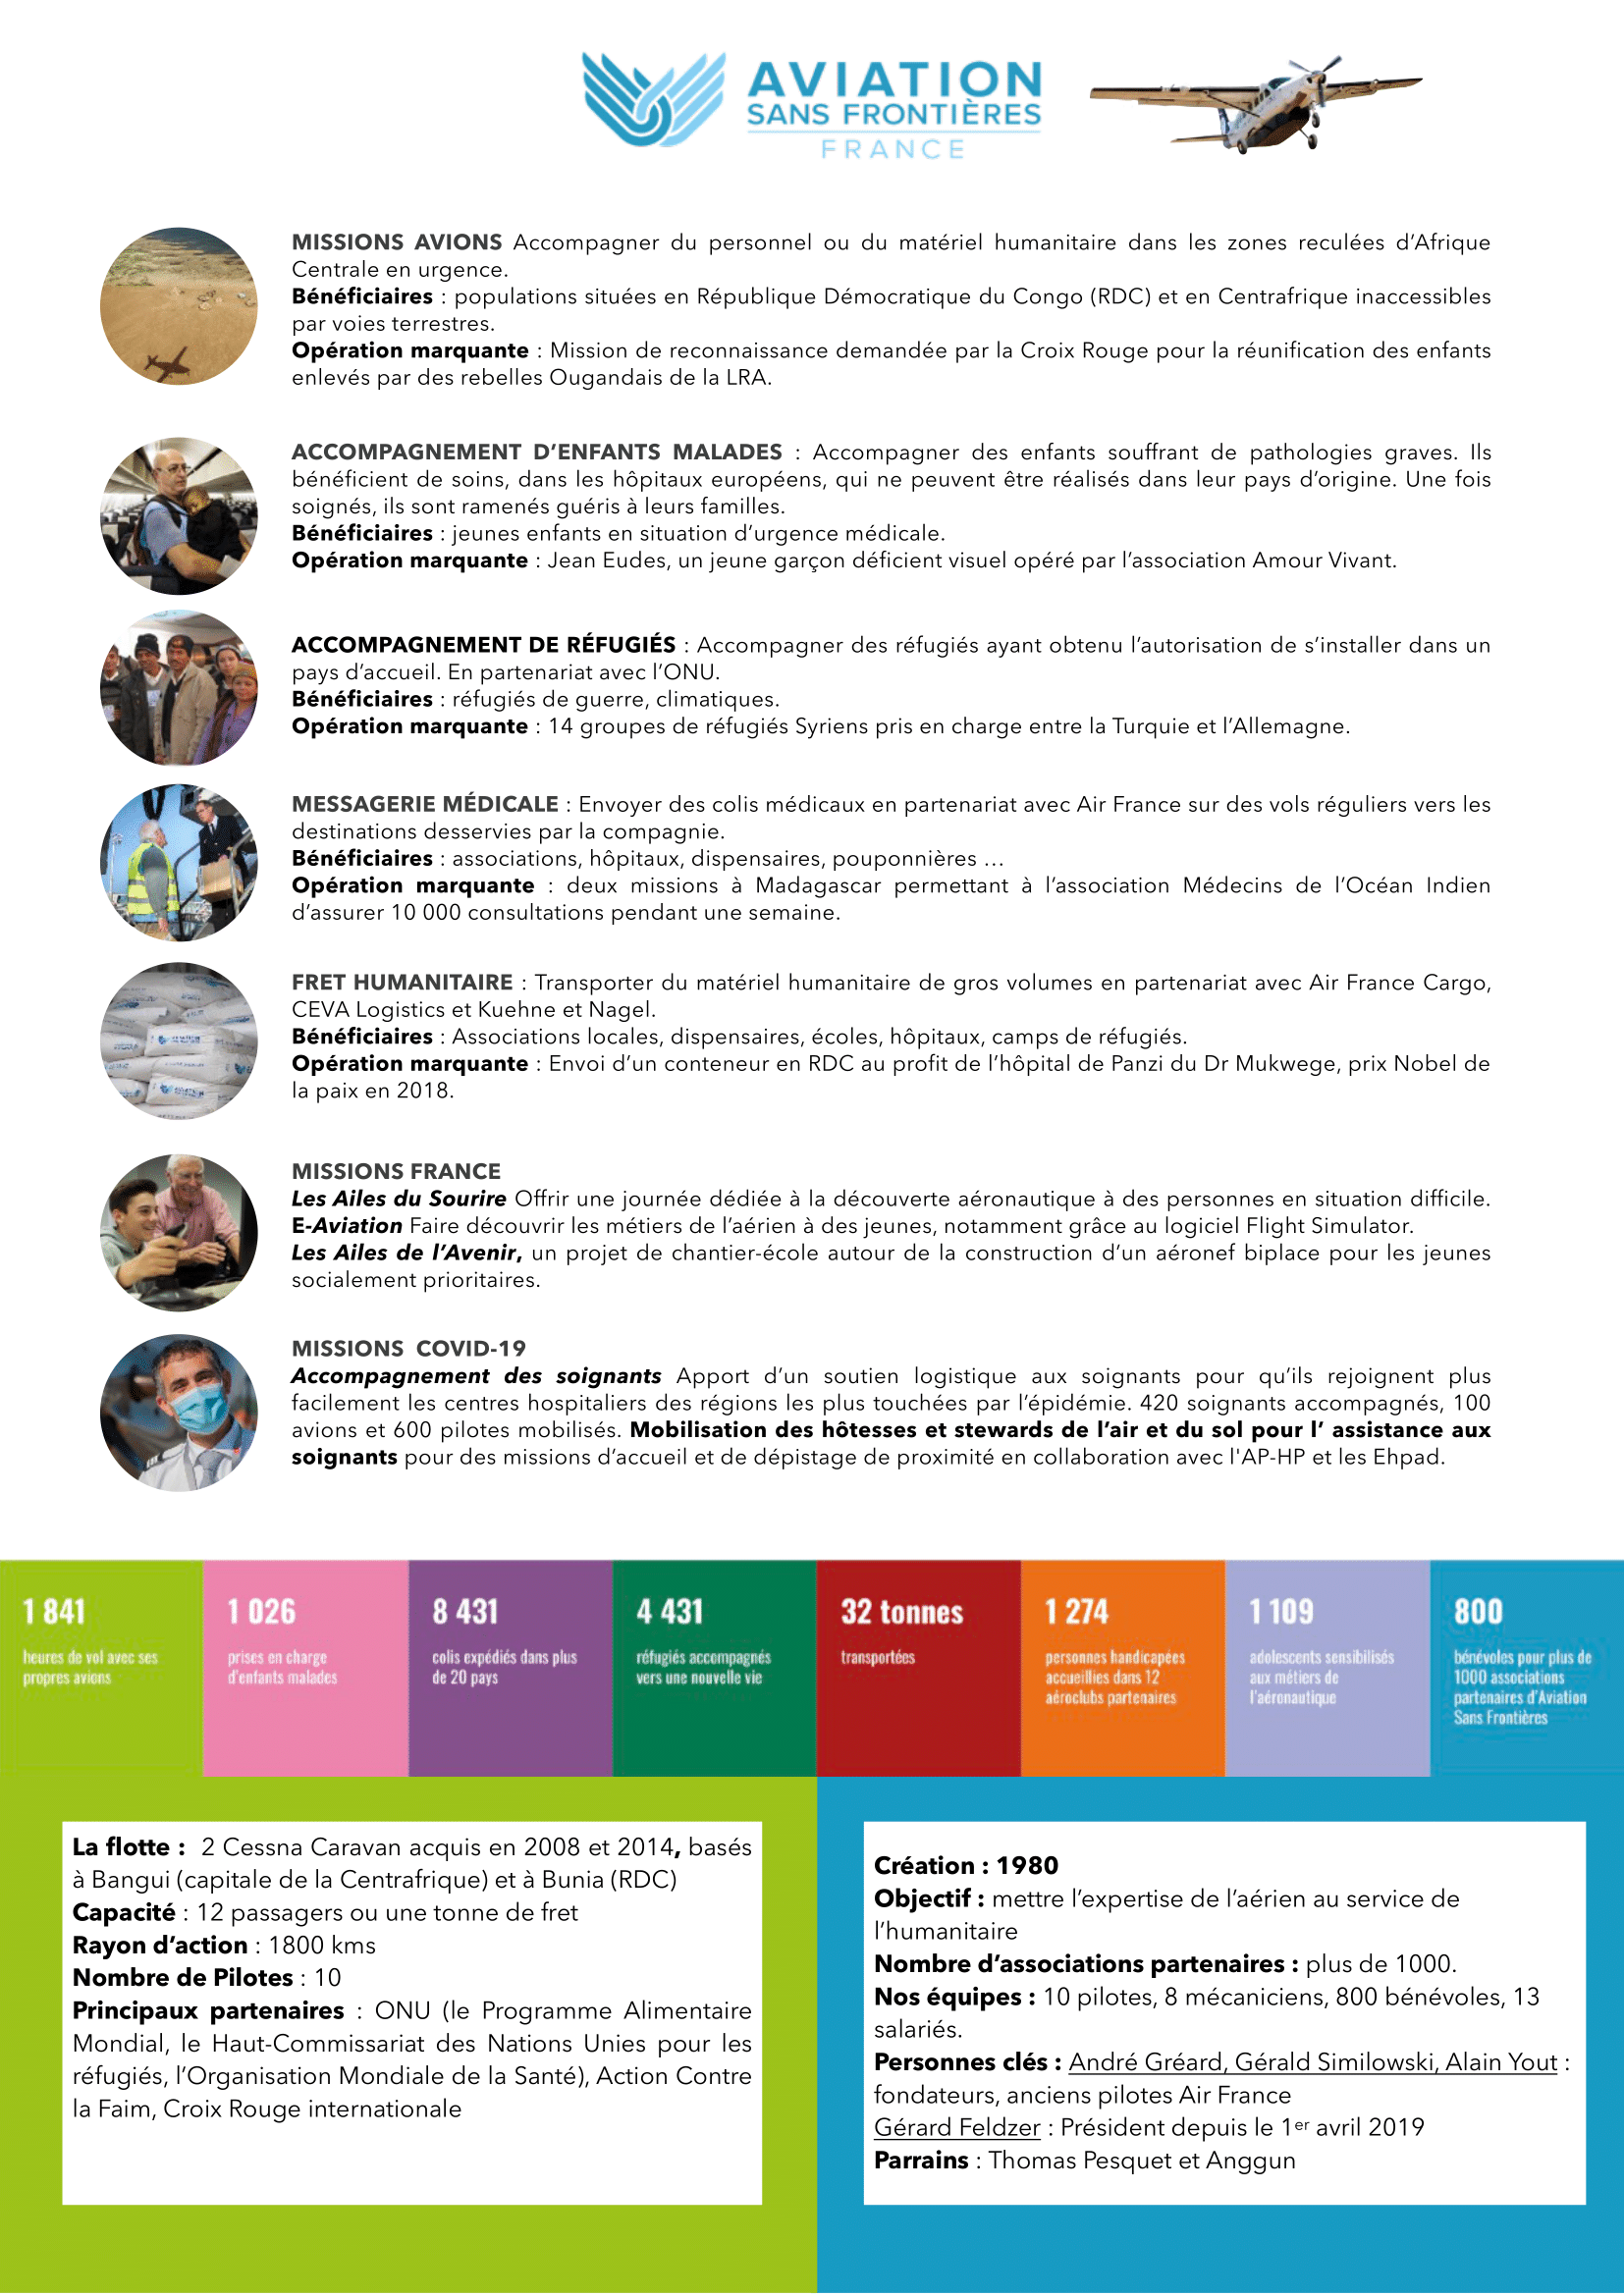 AVIATION
SANS FRONTIÈRES
FRANCE
MISSIONS AVIONS Accompagner du personnel ou du matériel humanitaire dans les zones reculées d’Afrique
Centrale en urgence.
Bénéficiaires : populations situées en République Démocratique du Congo (RDC) et en Centrafrique inaccessibles
par voies terrestres.
Opération marquante : Mission de reconnaissance demandée par la Croix Rouge pour la réunification des enfants
enlevés par des rebelles Ougandais de la LRA.
ACCOMPAGNEMENT D’ENFANTS MALADES : Accompagner des enfants souffrant de pathologies graves. Ils
bénéficient de soins, dans les hôpitaux européens, qui ne peuvent être réalisés dans leur pays d’origine. Une fois
soignés, ils sont ramenés guéris à leurs familles.
Bénéficiaires : jeunes enfants en situation d’urgence médicale.
Opération marquante : Jean Eudes, un jeune garçon déficient visuel opéré par l’association Amour Vivant.
ACCOMPAGNEMENT DE RÉFUGIÉS : Accompagner des réfugiés ayant obtenu l’autorisation de s’installer dans un
pays d’accueil. En partenariat avec l’ONU.
Bénéficiaires : réfugiés de guerre, climatiques.
Opération marquante : 14 groupes de réfugiés Syriens pris en charge entre la Turquie et l’Allemagne.
MESSAGERIE MÉDICALE : Envoyer des colis médicaux en partenariat avec Air France sur des vols réguliers vers les
destinations desservies par la compagnie.
Bénéficiaires : associations, hôpitaux, dispensaires, pouponnières …
Opération marquante : deux missions à Madagascar permettant à l’association Médecins de l’Océan Indien
d’assurer 10 000 consultations pendant une semaine.
FRET HUMANITAIRE : Transporter du matériel humanitaire de gros volumes en partenariat avec Air France Cargo,
CEVA Logistics et Kuehne et Nagel.
Bénéficiaires : Associations locales, dispensaires, écoles, hôpitaux, camps de réfugiés.
Opération marquante : Envoi d’un conteneur en RDC au profit de l’hôpital de Panzi du Dr Mukwege, prix Nobel de
la paix en 2018.
MISSIONS FRANCE
Les Ailes du Sourire Offrir une journée dédiée à la découverte aéronautique à des personnes en situation difficile.
E-Aviation Faire découvrir les métiers de l’aérien à des jeunes, notamment grâce au logiciel Flight Simulator.
Les Ailes de l’Avenir, un projet de chantier-école autour de la construction d’un aéronef biplace pour les jeunes
socialement prioritaires.
MISSIONS COVID-19
Accompagnement des soignants Apport d’un soutien logistique aux soignants pour qu’ils rejoignent plus
facilement les centres hospitaliers des régions les plus touchées par l’épidémie. 420 soignants accompagnés, 100
avions et 600 pilotes mobilisés. Mobilisation des hôtesses et stewards de l’air et du sol pour l’ assistance aux
soignants pour des missions d’accueil et de dépistage de proximité en collaboration avec l'AP-HP et les Ehpad.
1 841
heures de vol avec ses
propres avions
1 026
prises en charge
d'enfants malades
8 431
colis expédiés dans plus
de 20 pays
4 431
réfugiés accompagnés
vers une nouvelle vie
32 tonnes
transportées
1 274
personnes handicapées
accueillies dans 12
aéroclubs partenaires
1 109
adolescents sensibilisés
aux métiers de
l'aéronautique
800
bénévoles pour plus de
1000 associations
partenaires d'Aviation
Sans Frontières
La flotte : 2 Cessna Caravan acquis en 2008 et 2014, basés
à Bangui (capitale de la Centrafrique) et à Bunia (RDC)
Capacité : 12 passagers ou une tonne de fret
Rayon d’action : 1800 kms
Nombre de Pilotes : 10
Principaux partenaires : ONU (le Programme Alimentaire
Mondial, le Haut-Commissariat des Nations Unies pour les
réfugiés, l’Organisation Mondiale de la Santé), Action Contre
la Faim, Croix Rouge internationale
Création : 1980
Objectif : mettre l’expertise de l’aérien au service de
l’humanitaire
Nombre d’associations partenaires : plus de 1000.
Nos équipes : 10 pilotes, 8 mécaniciens, 800 bénévoles, 13
salariés.
Personnes clés : André Gréard, Gérald Similowski, Alain Yout :
fondateurs, anciens pilotes Air France
Gérard Feldzer : Président depuis le 1er avril 2019
Parrains : Thomas Pesquet et Anggun